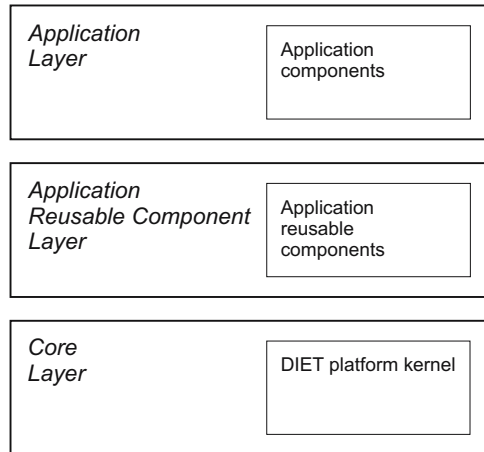 Application
Layer
Application
components
Application
Reusable Component
Layer
Application
reusable
components
Core
Layer
DIET platform kernel